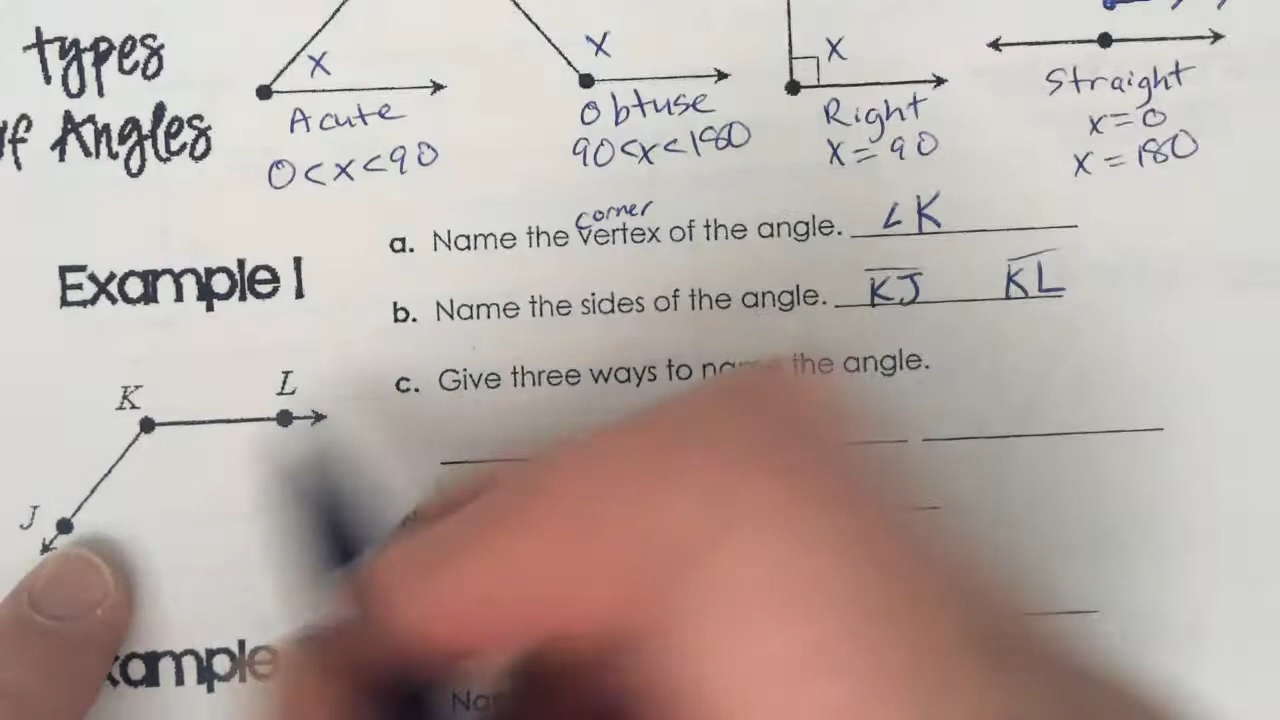 types
of Angles
x
Acute
0<x<90
x
Obtuse
90<x<180
x
Right
x=90
Straight
x=0
x=180
Example 1
corner
a. Name the vertex of the angle. ∠K
b. Name the sides of the angle. KJ KL
c. Give three ways to the angle.
K
L
J